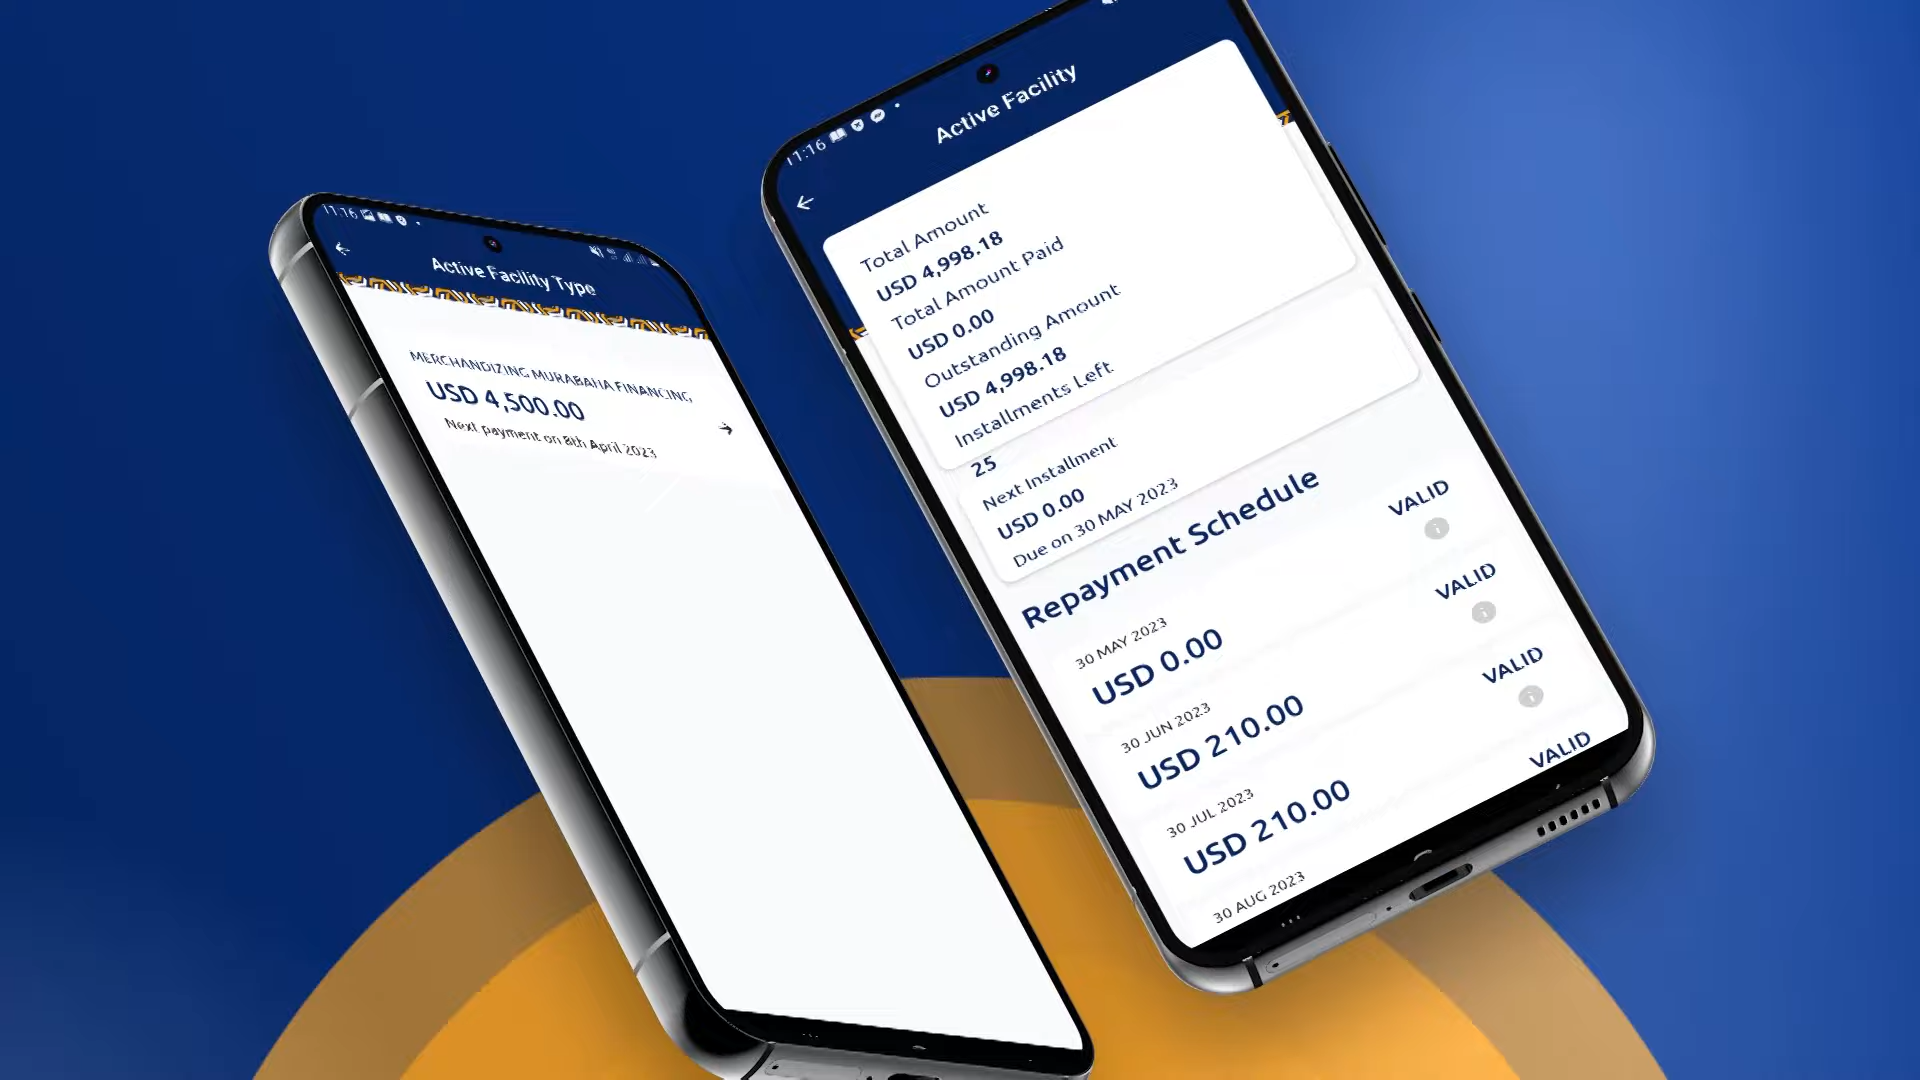 11:16
Active Facility Type
MERCHANDIZING MURABAHA FINANCING
USD 4,500.00
Next payment on 8th April 2023
11:16
Active Facility
Total Amount
USD 4,998.18
Total Amount Paid
USD 0.00
Outstanding Amount
USD 4,998.18
Installments Left
25
Next Installment
USD 0.00
Due on 30 MAY 2023
Repayment Schedule
30 MAY 2023
USD 0.00
VALID
30 JUN 2023
USD 210.00
VALID
30 JUL 2023
USD 210.00
VALID
30 AUG 2023
VALID